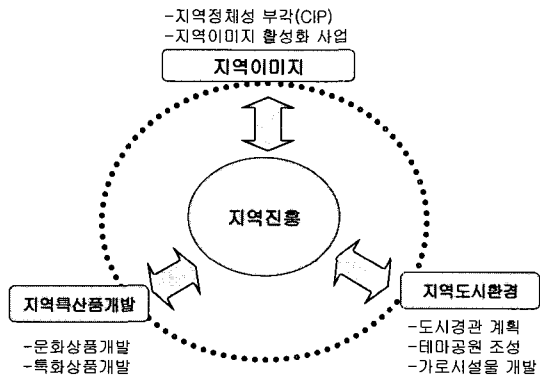 -지역정체성 부각(CIP)
-지역이미지 활성화 사업
지역이미지
지역진흥
지역특산품개발
-문화상품개발
-특화상품개발
지역도시환경
-도시경관 계획
-테마공원 조성
-가로시설물 개발